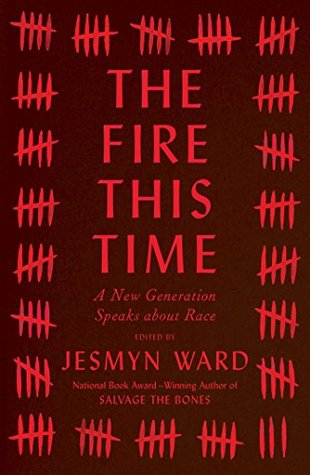 THE
FIRE
THIS
TIME
A New Generation
Speaks about Race
EDITED BY
JESMYN WARD
National Book Award–Winning Author of
SALVAGE THE BONES